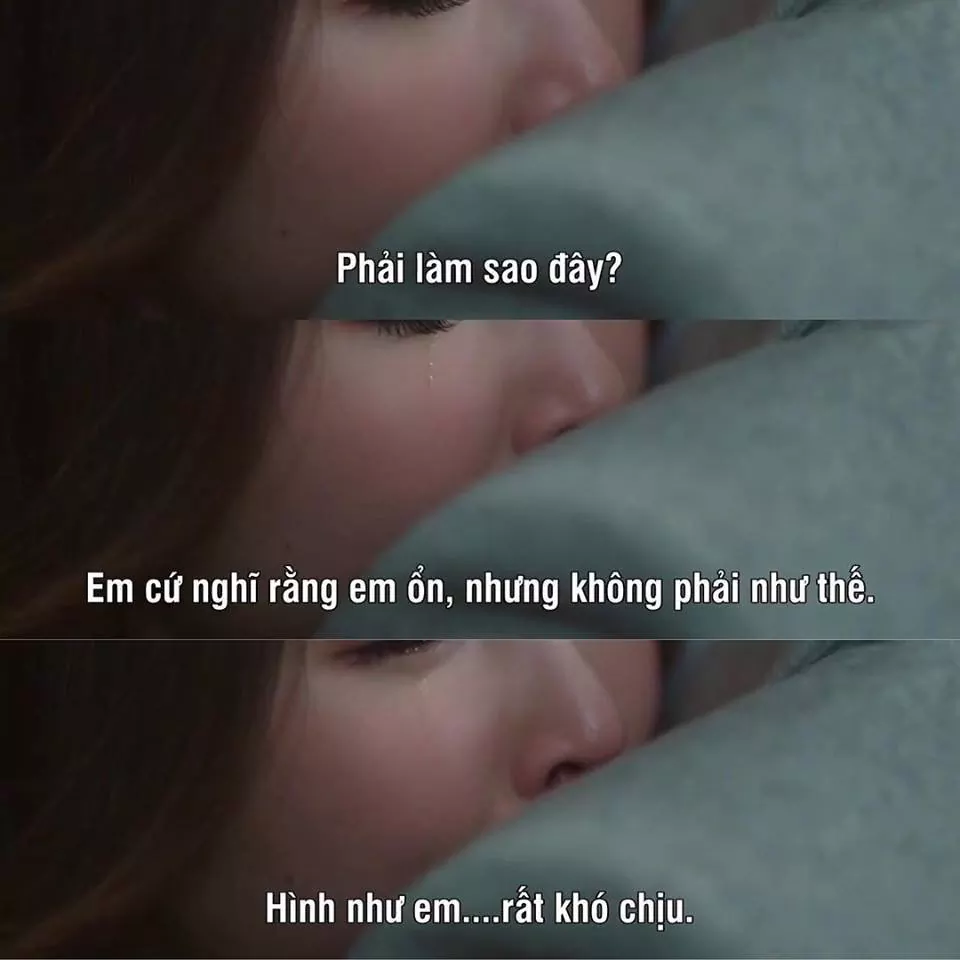 Phải làm sao đây?
Em cứ nghĩ rằng em ổn, nhưng không phải như thế.
Hình như em....rất khó chịu.